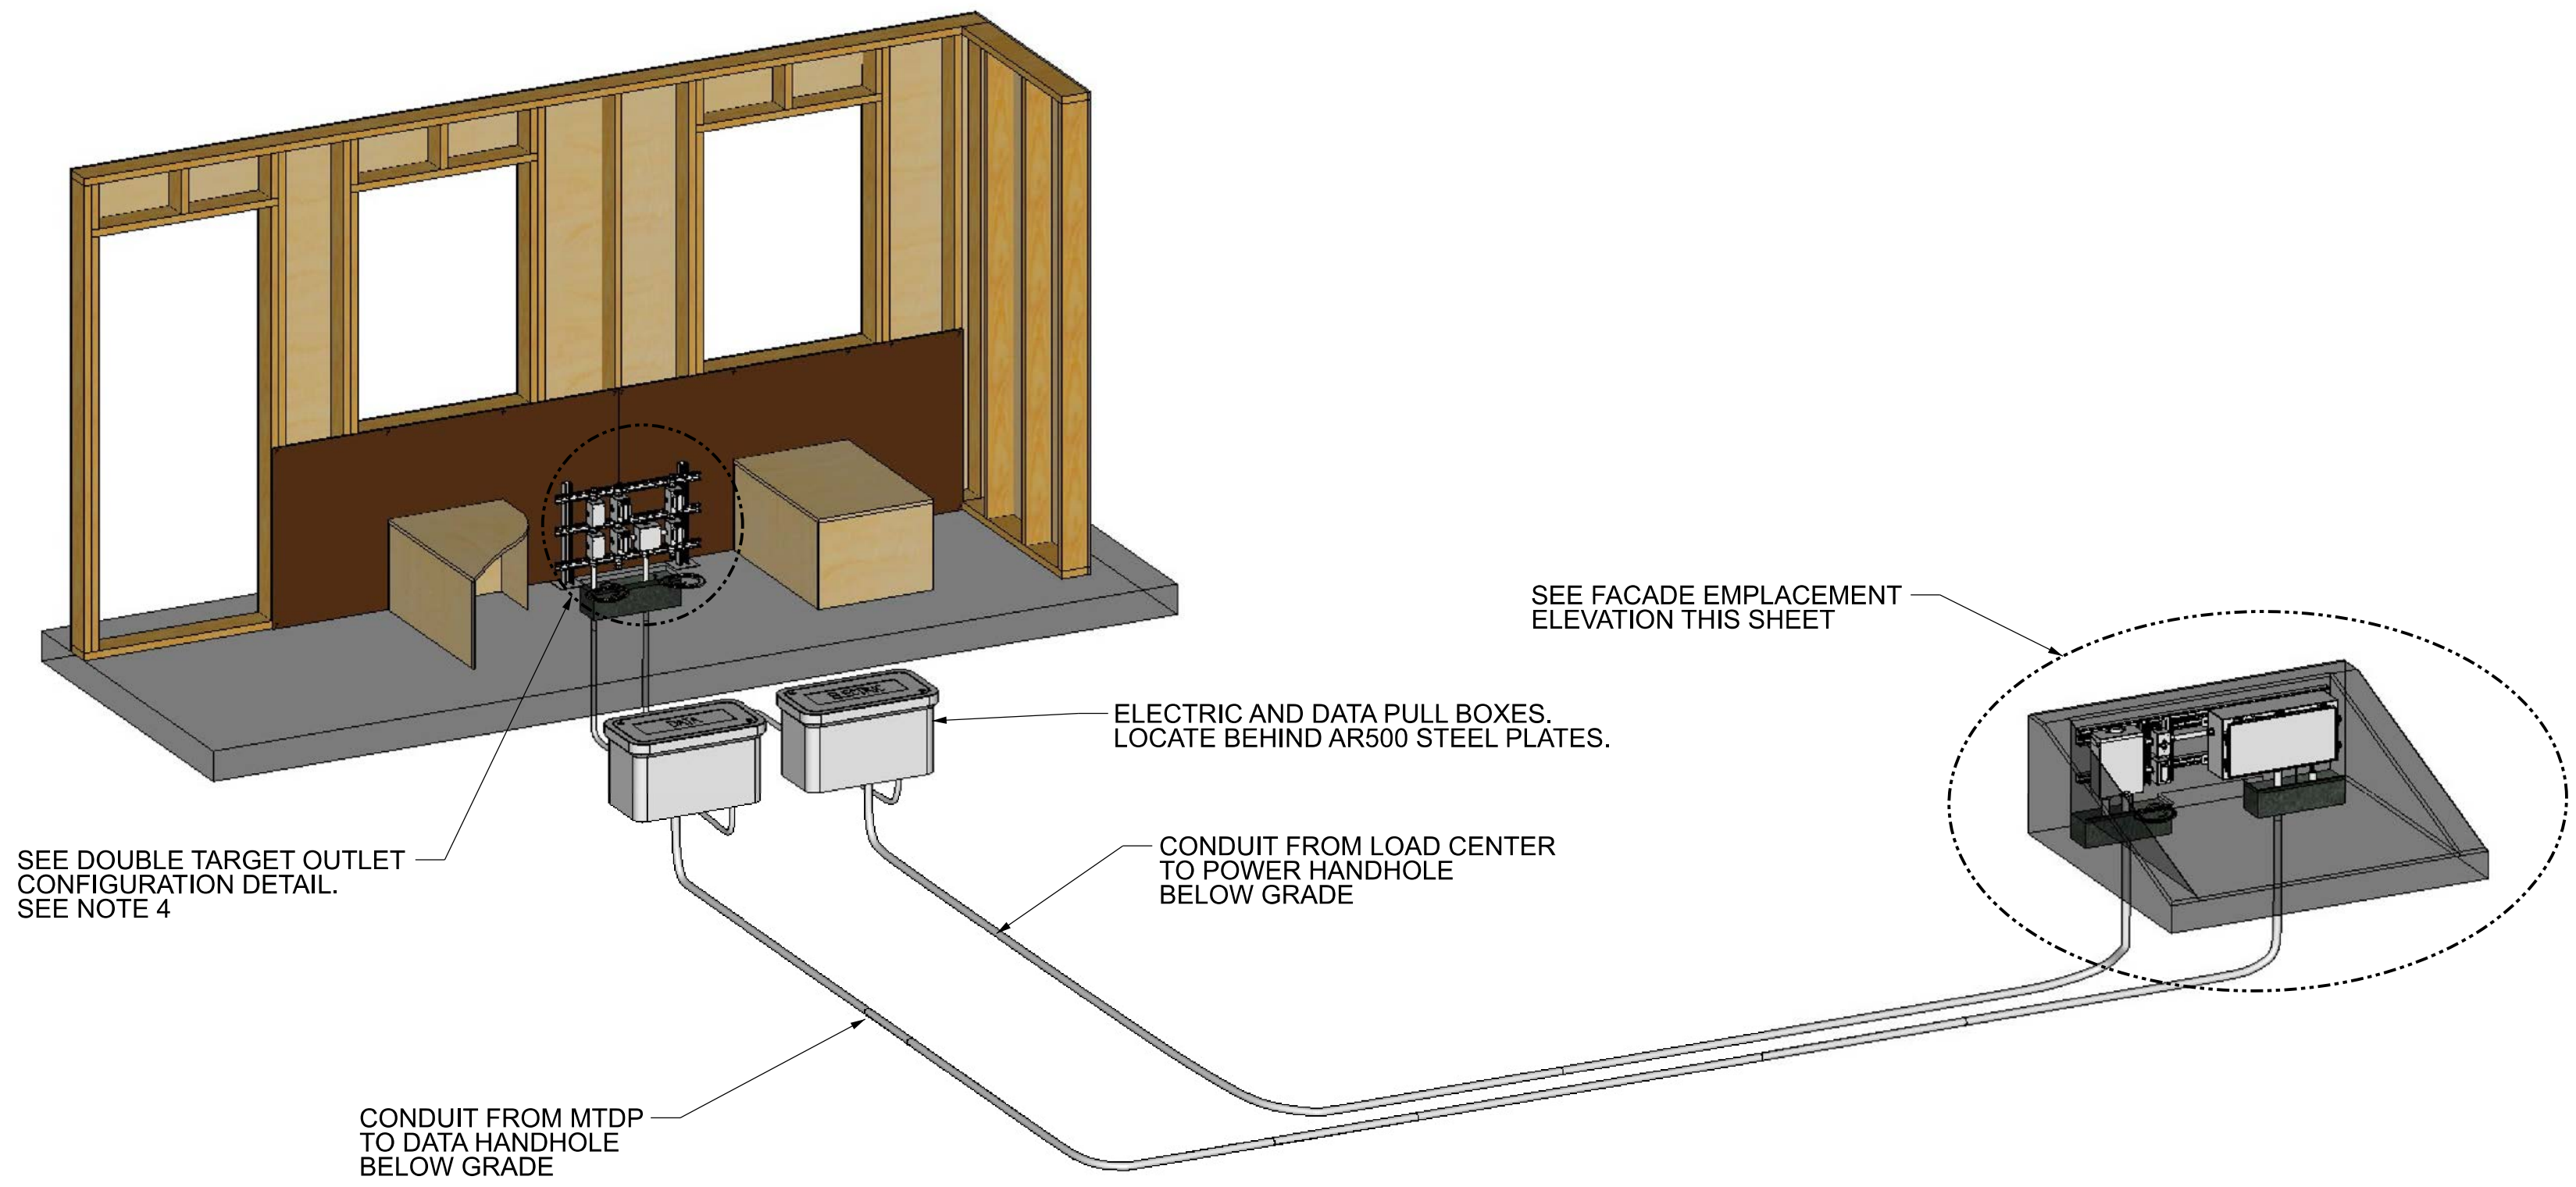 SEE FACADE EMPLACEMENT
ELEVATION THIS SHEET
ELECTRIC AND DATA PULL BOXES.
LOCATE BEHIND AR500 STEEL PLATES.
DATA
ELECTRIC
SEE DOUBLE TARGET OUTLET
CONFIGURATION DETAIL.
SEE NOTE 4
CONDUIT FROM LOAD CENTER
TO POWER HANDHOLE
BELOW GRADE
CONDUIT FROM MTDP
TO DATA HANDHOLE
BELOW GRADE